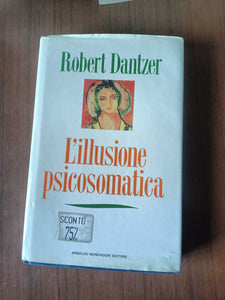 Robert Dantzer
L'illusione
psicosomatica
SCONTO
75%
ARNOLDO MONDADORI EDITORE